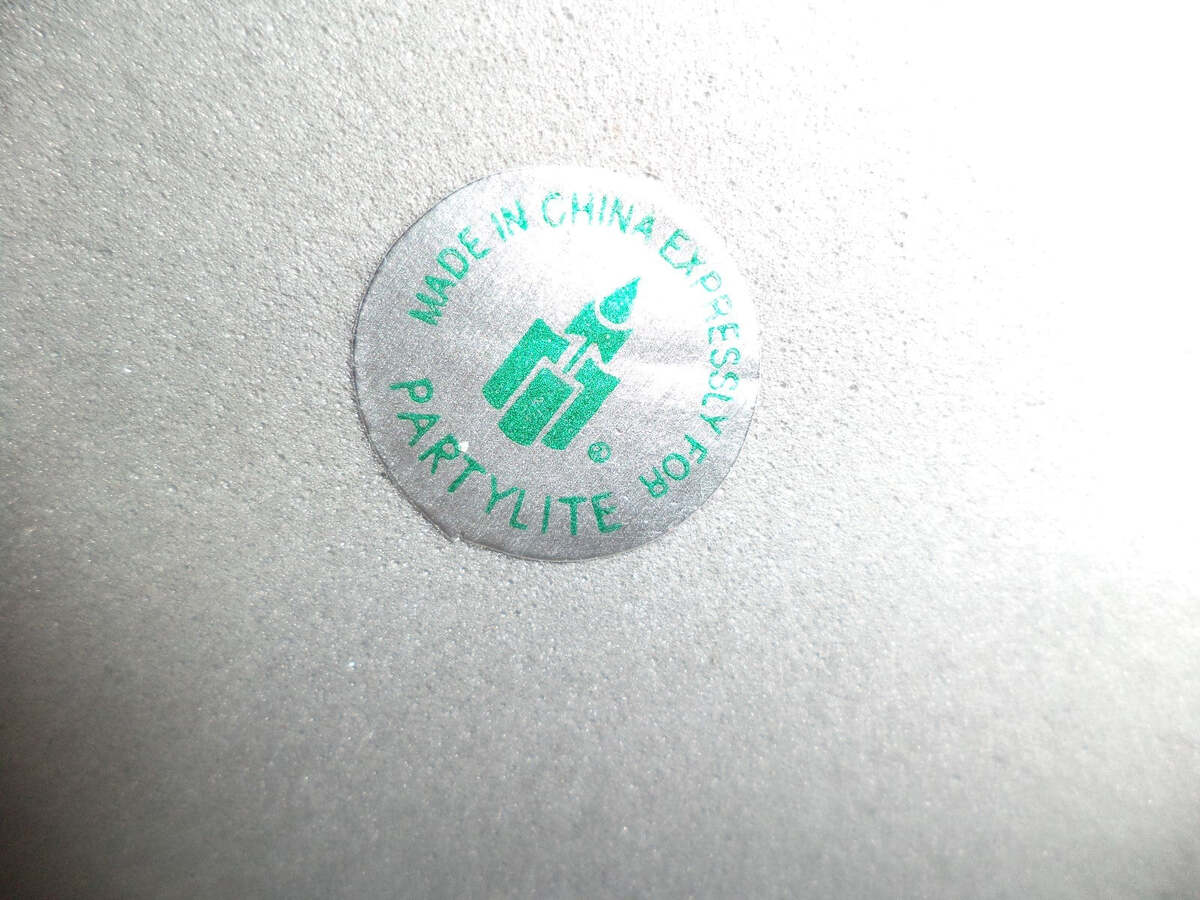 MADE IN CHINA EXPRESSLY FOR
PARTYLITE
®